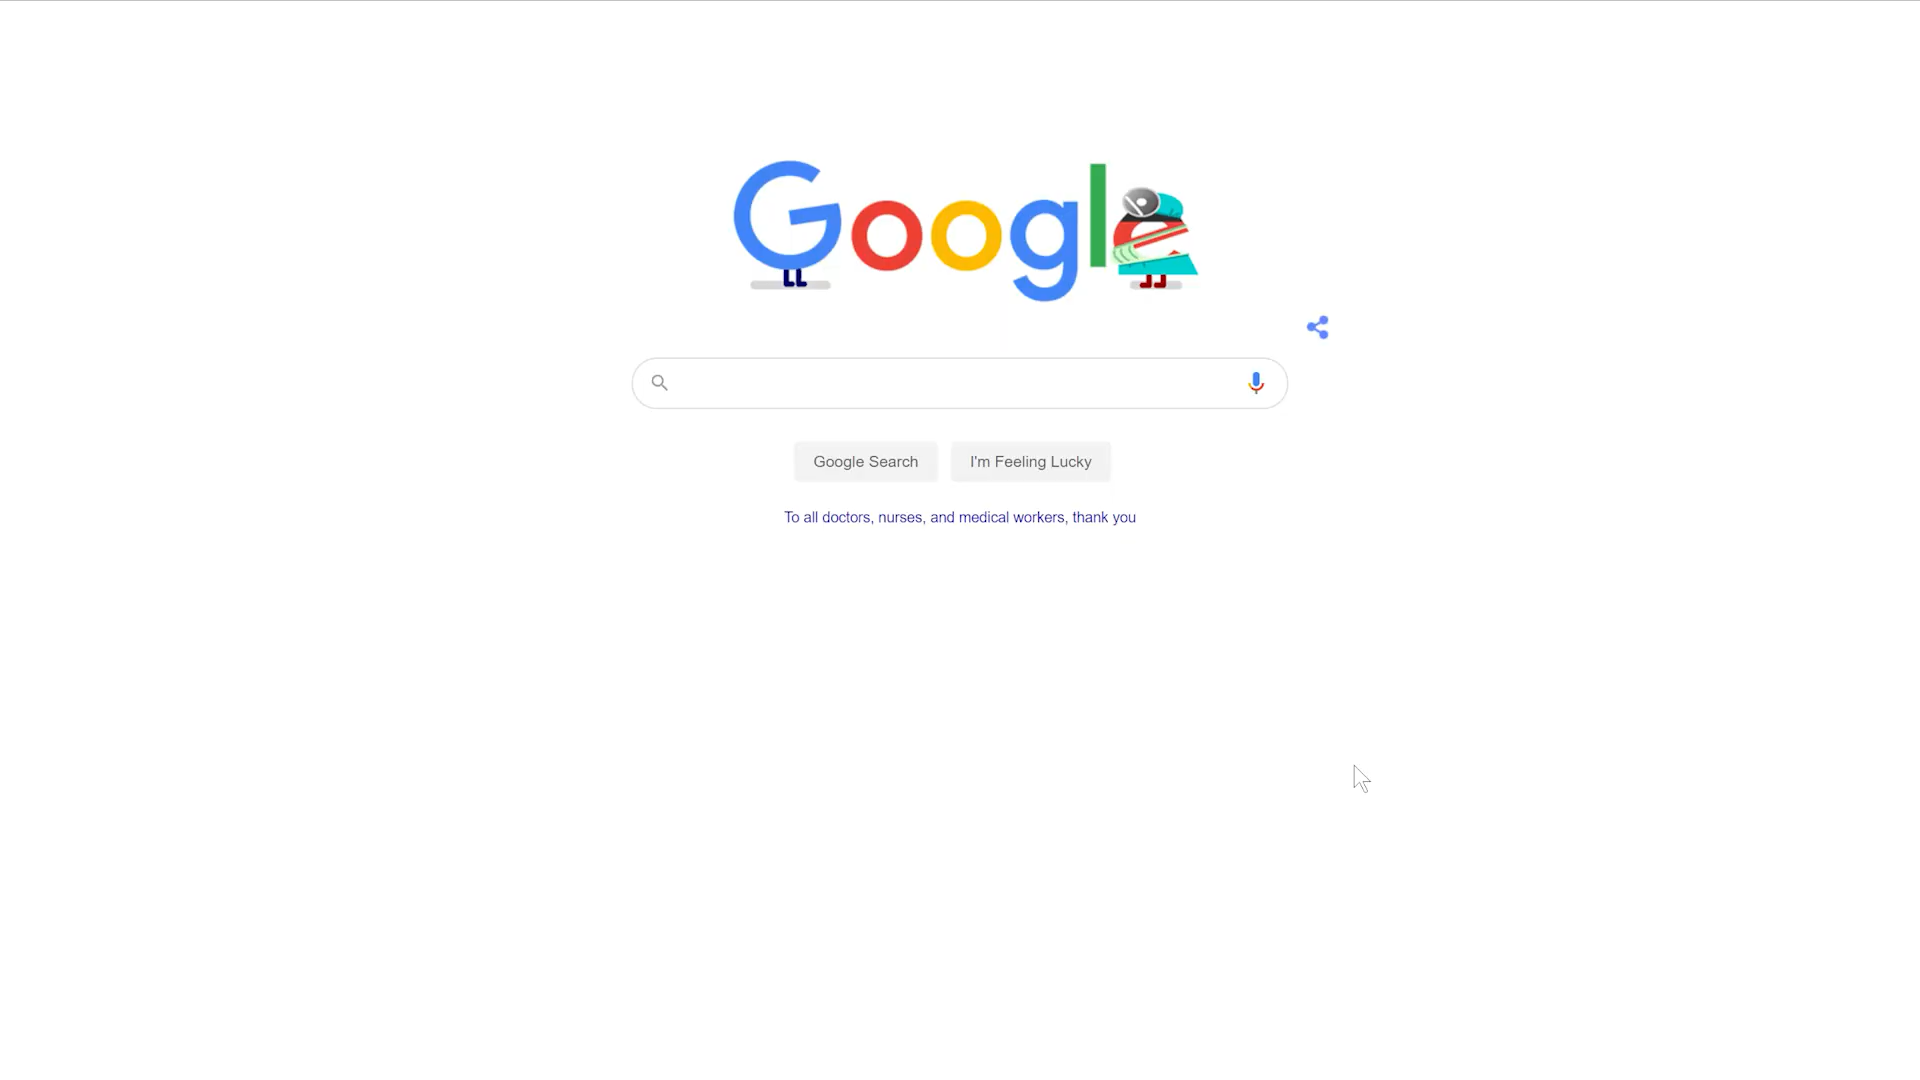 Google
Google Search
I'm Feeling Lucky
To all doctors, nurses, and medical workers, thank you